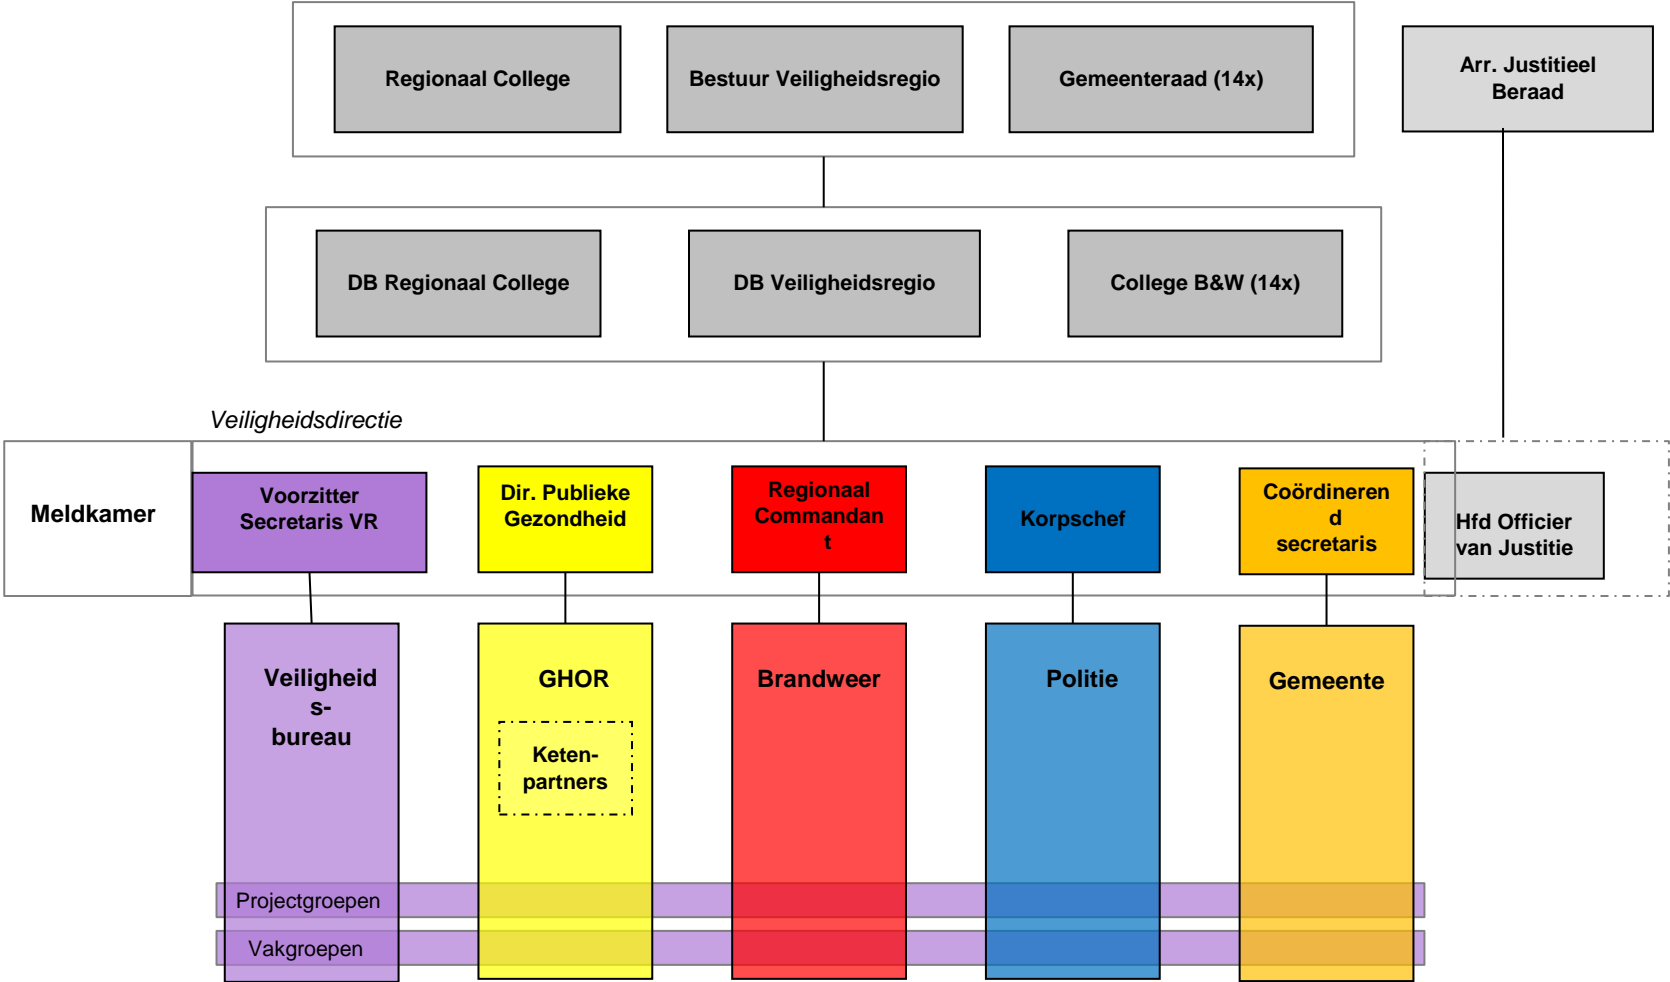 Regionaal College
Bestuur Veiligheidsregio
Gemeenteraad (14x)
Arr. Justitieel
Beraad
DB Regionaal College
DB Veiligheidsregio
College B&W (14x)
Veiligheidsdirectie
Meldkamer
Voorzitter
Secretaris VR
Dir. Publieke
Gezondheid
Regionaal
Commandan
t
Korpschef
Coördineren
d
secretaris
Hfd Officier
van Justitie
Veiligheid
s-
bureau
GHOR
Keten-
partners
Brandweer
Politie
Gemeente
Projectgroepen
Vakgroepen